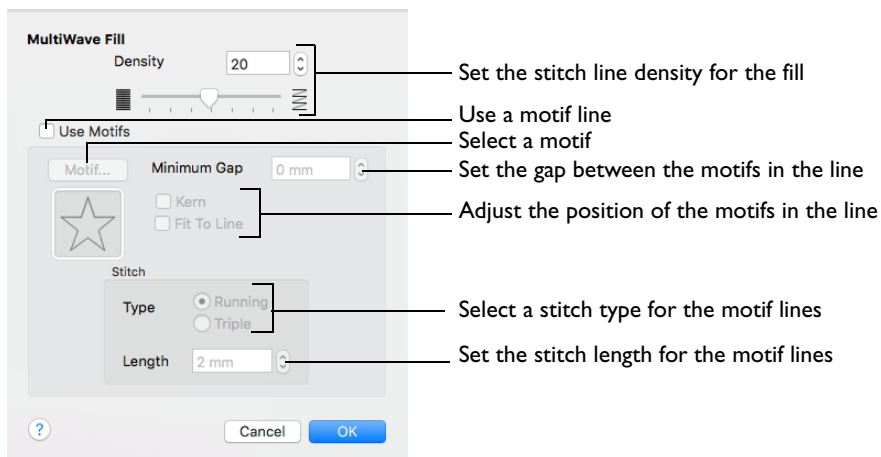 MultiWave Fill
Density 20
Set the stitch line density for the fill
Use a motif line
Use Motifs
Select a motif
Motif... Minimum Gap 0 mm
Set the gap between the motifs in the line
Kern
Fit To Line
Adjust the position of the motifs in the line
Stitch
Type Running
Triple
Select a stitch type for the motif lines
Length 2 mm
Set the stitch length for the motif lines
? Cancel OK